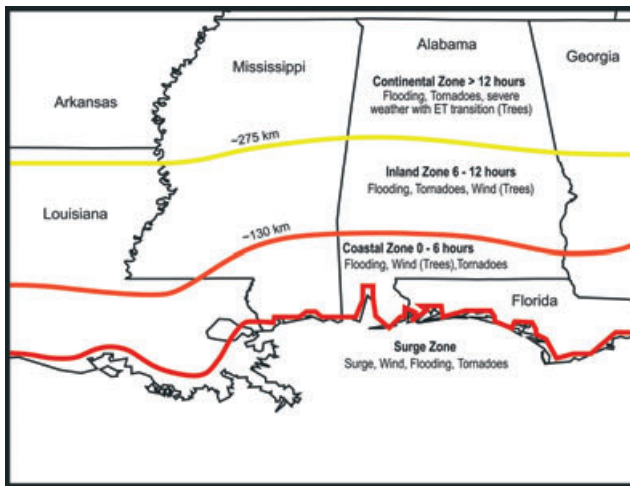 Alabama
Georgia
Mississippi
Continental Zone > 12 hours
Flooding, Tornadoes, severe
weather with ET transition (Trees)
Arkansas
~275 km
Inland Zone 6 - 12 hours
Flooding, Tornadoes, Wind (Trees)
Louisiana
~130 km
Coastal Zone 0 - 6 hours
Flooding, Wind (Trees),Tornadoes
Florida
Surge Zone
Surge, Wind, Flooding, Tornadoes